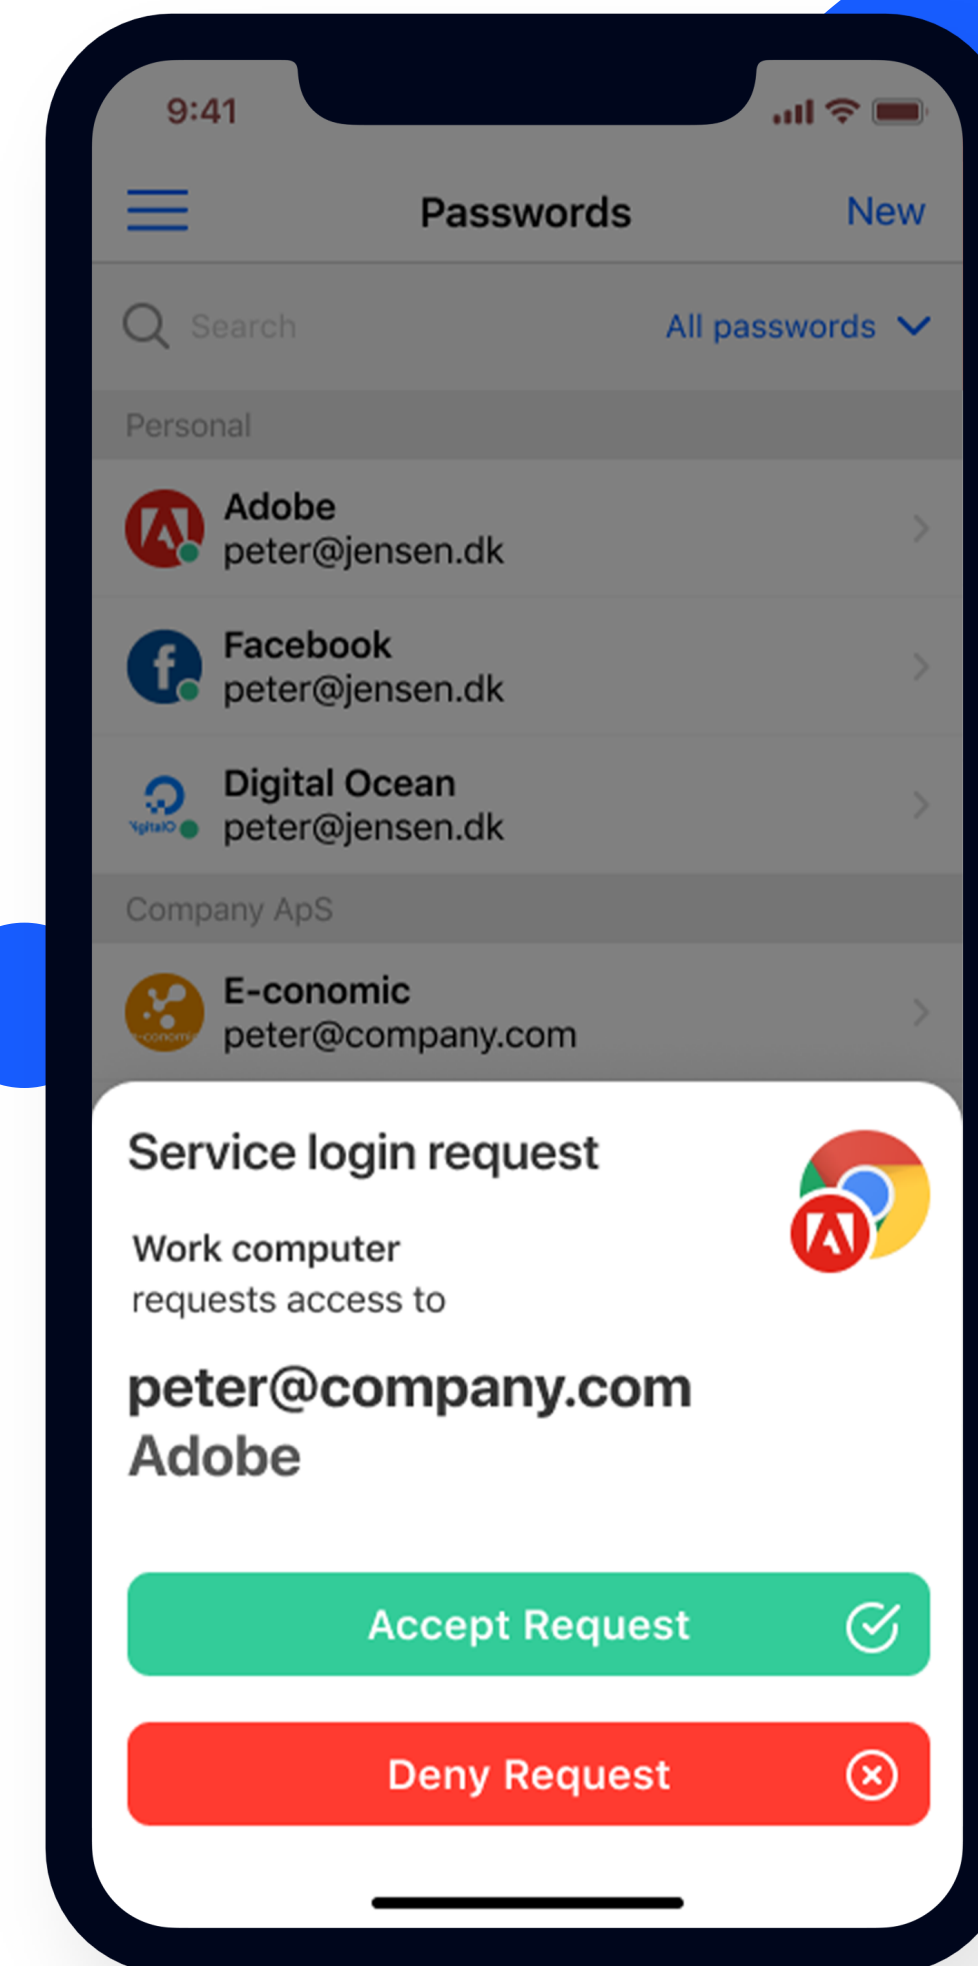 9:41
Passwords
New
Search
All passwords
Personal
Adobe
peter@jensen.dk
Facebook
peter@jensen.dk
Digital Ocean
peter@jensen.dk
Company ApS
E-conomic
peter@company.com
Service login request
Work computer
requests access to
peter@company.com
Adobe
Accept Request
Deny Request